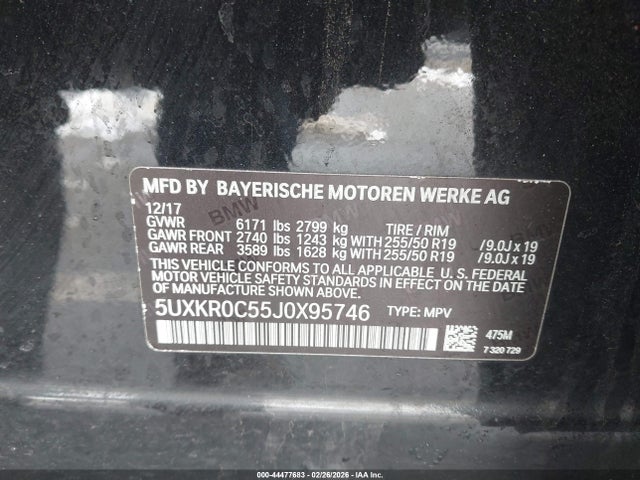 MFD BY BAYERISCHE MOTOREN WERKE AG
12/17
GVWR 6171 lbs 2799 kg TIRE / RIM
GAWR FRONT 2740 lbs 1243 kg WITH 255/50 R19 /9.0J x 19
GAWR REAR 3589 lbs 1628 kg WITH 255/50 R19 /9.0J x 19
THIS VEHICLE CONFORMS TO ALL APPLICABLE U. S. FEDERAL
MOTOR VEHICLE SAFETY STANDARDS IN EFFECT ON THE DATE
OF MANUFACTURE SHOWN ABOVE.
5UXKR0C55J0X95746 TYPE: MPV
475M
7 320 729
000-44477683 - 02/26/2026 - IAA Inc.